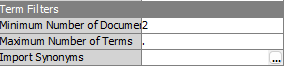 Term Filters
Minimum Number of Documer 2
Maximum Number of Terms .
Import Synonyms ...